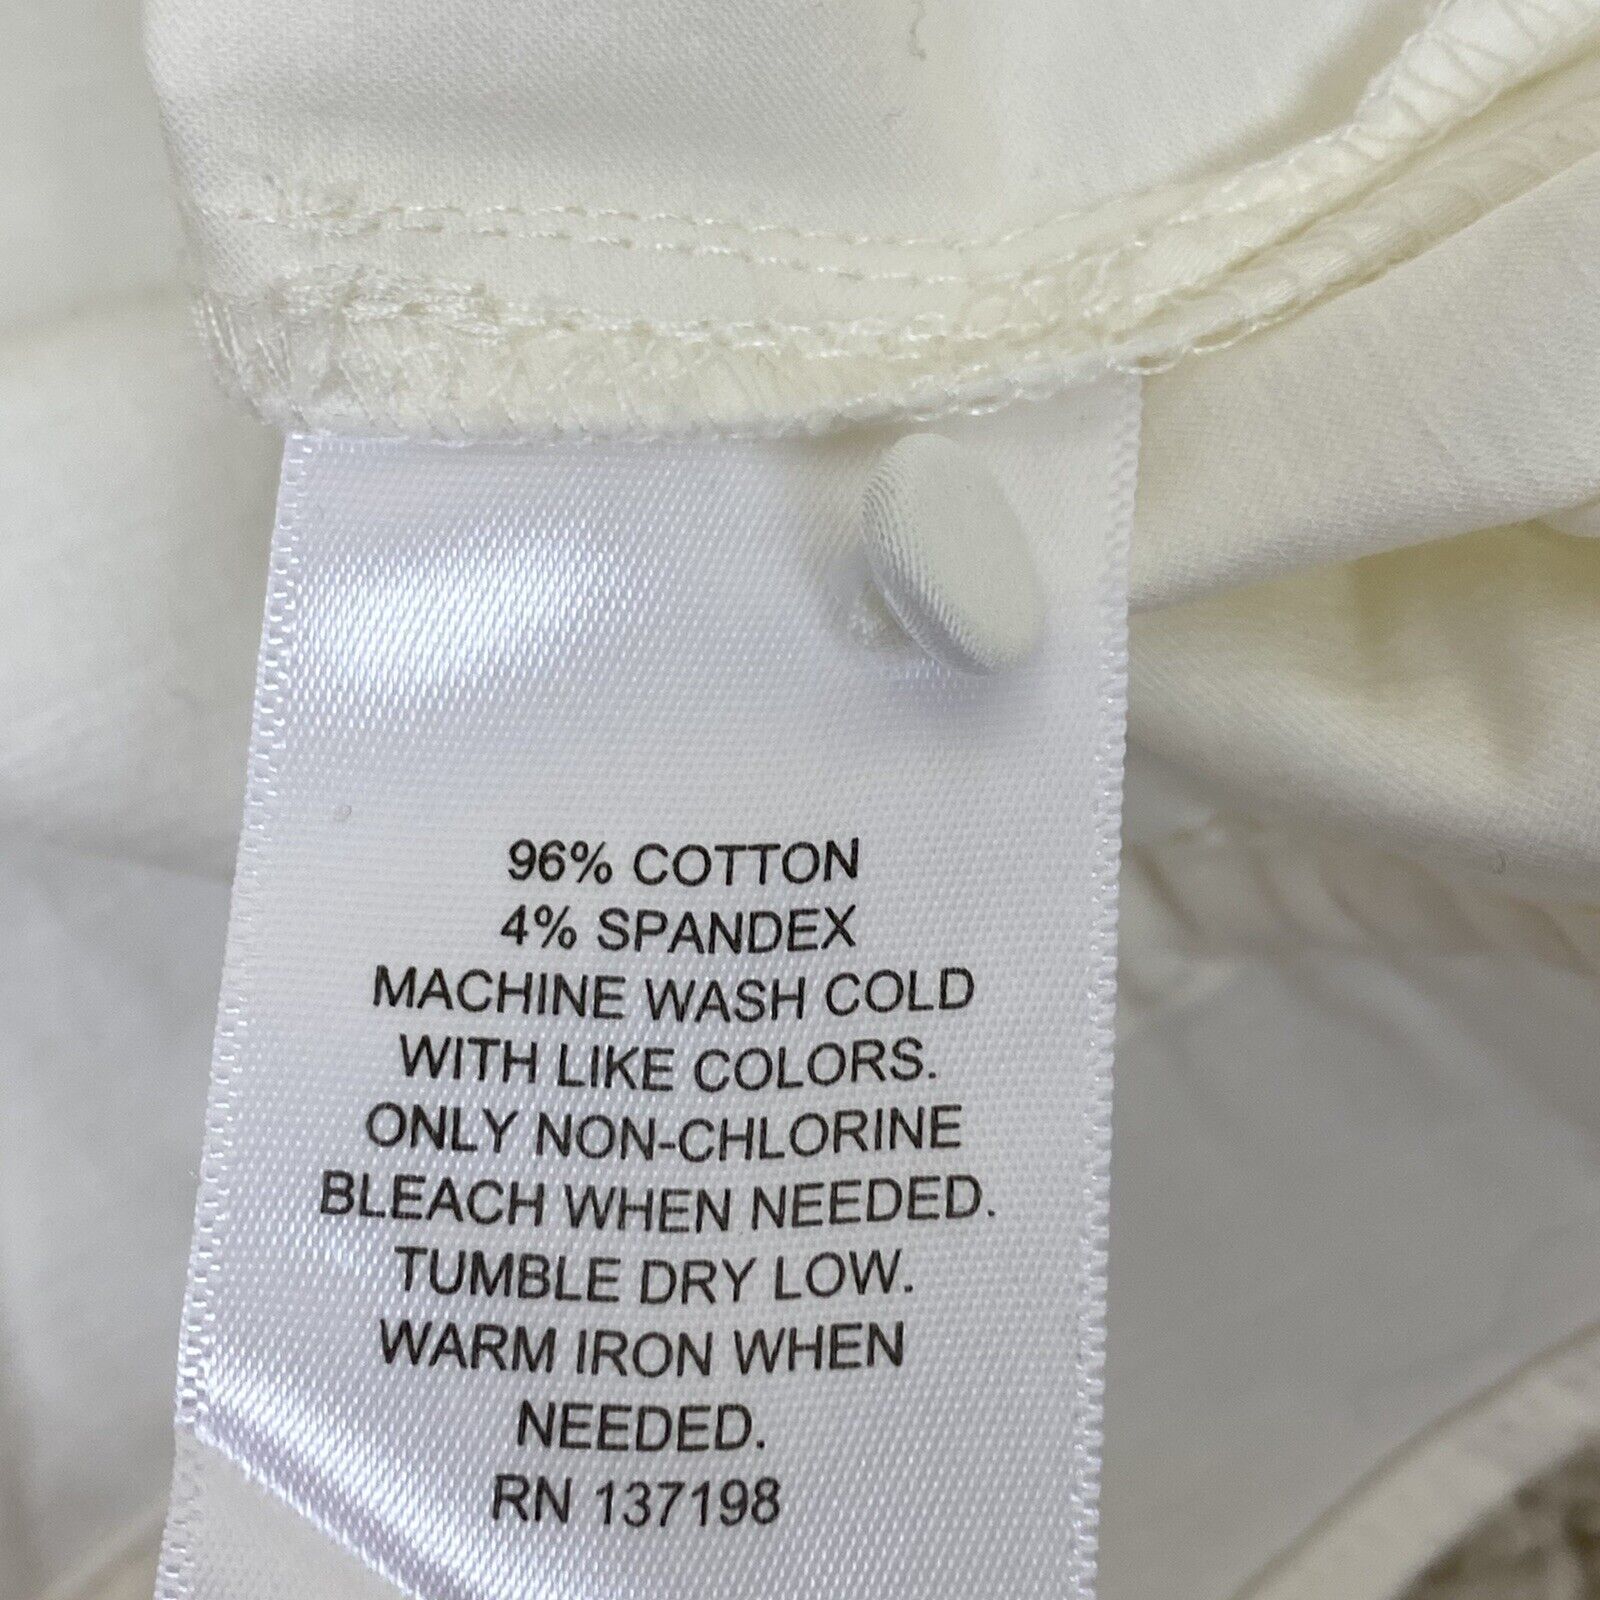 96% COTTON
4% SPANDEX
MACHINE WASH COLD
WITH LIKE COLORS.
ONLY NON-CHLORINE
BLEACH WHEN NEEDED.
TUMBLE DRY LOW.
WARM IRON WHEN
NEEDED.
RN 137198